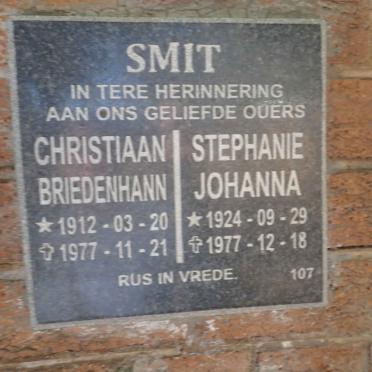 SMIT
IN TERE HERINNERING
AAN ONS GELIEFDE OUERS
CHRISTIAAN
BRIEDENHANN
★ 1912 - 03 - 20
✞ 1977 - 11 - 21
STEPHANIE
JOHANNA
★ 1924 - 09 - 29
✞ 1977 - 12 - 18
RUS IN VREDE.
107